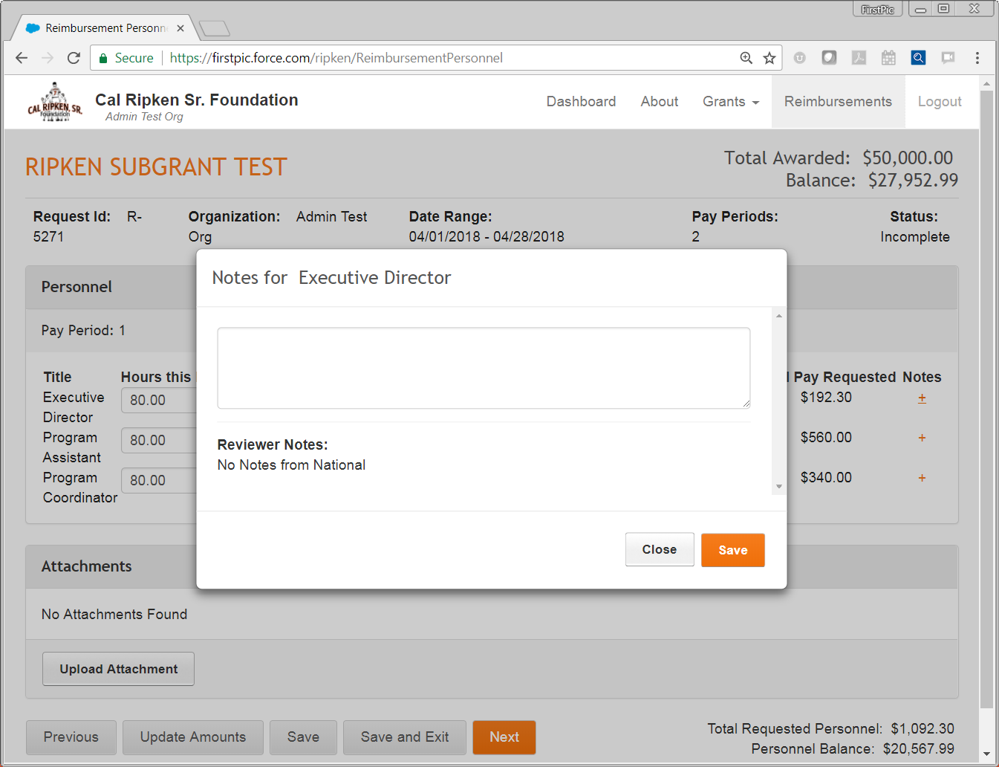 FirstPic
Reimbursement Personn
Secure
https://firstpic.force.com/ripken/ReimbursementPersonnel
CAL RIPKEN, SR.
Foundation
Cal Ripken Sr. Foundation
Admin Test Org
Dashboard
About
Grants
Reimbursements
Logout
RIPKEN SUBGRANT TEST
Total Awarded: $50,000.00
Balance: $27,952.99
Request Id: R-
5271
Organization: Admin Test
Org
Date Range:
04/01/2018 - 04/28/2018
Pay Periods:
2
Status:
Incomplete
Personnel
Pay Period: 1
Title
Hours this
Pay Requested
Notes
Executive
Director
80.00
$192.30
+
Program
Assistant
80.00
$560.00
+
Program
Coordinator
80.00
$340.00
+
Notes for Executive Director
Reviewer Notes:
No Notes from National
Close
Save
Attachments
No Attachments Found
Upload Attachment
Previous
Update Amounts
Save
Save and Exit
Next
Total Requested Personnel: $1,092.30
Personnel Balance: $20,567.99